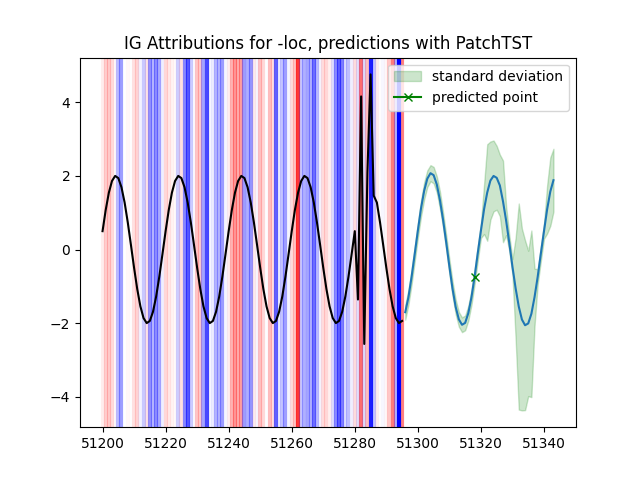 IG Attributions for -loc, predictions with PatchTST
standard deviation
predicted point
4
2
0
−2
−4
51200 51220 51240 51260 51280 51300 51320 51340